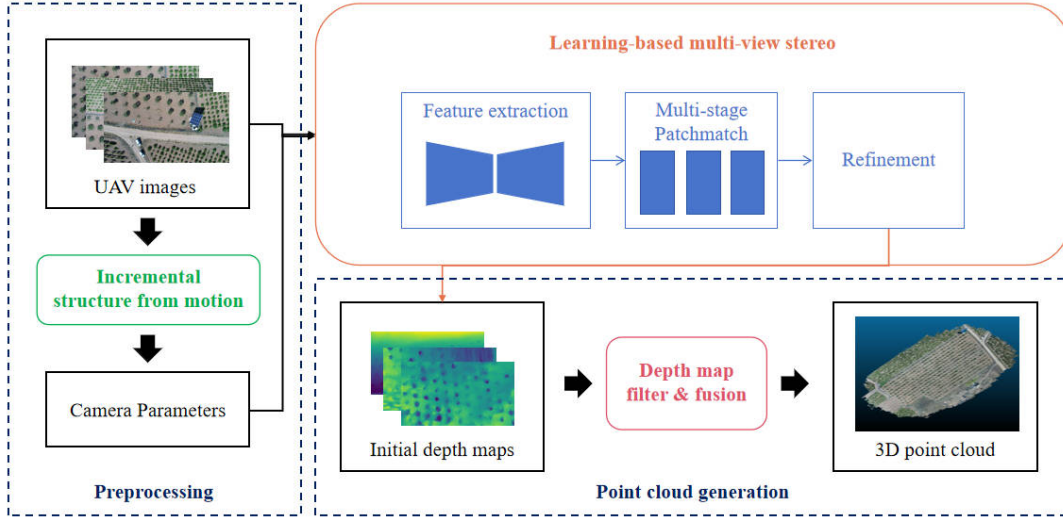 UAV images
Incremental
structure from motion
Camera Parameters
Preprocessing
Learning-based multi-view stereo
Feature extraction
Multi-stage
Patchmatch
Refinement
Initial depth maps
Depth map
filter & fusion
3D point cloud
Point cloud generation